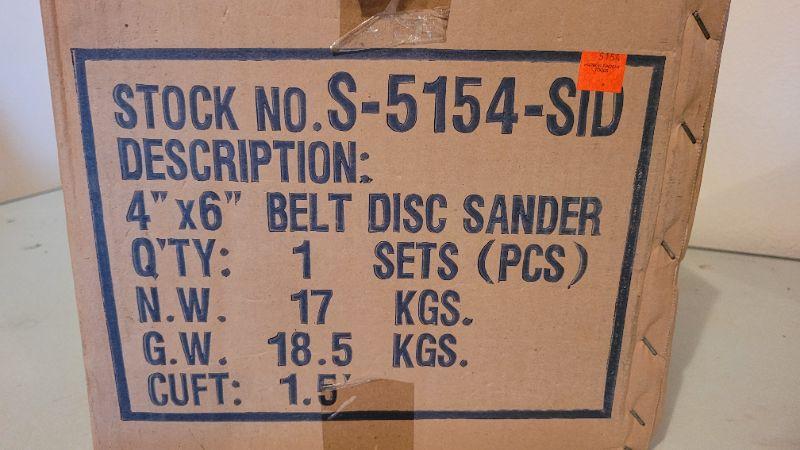 5154
STOCK NO. S-5154-SID
DESCRIPTION:
4" x6" BELT DISC SANDER
Q'TY: 1 SETS (PCS)
N.W. 17 KGS.
G.W. 18.5 KGS.
CUFT: 1.5'